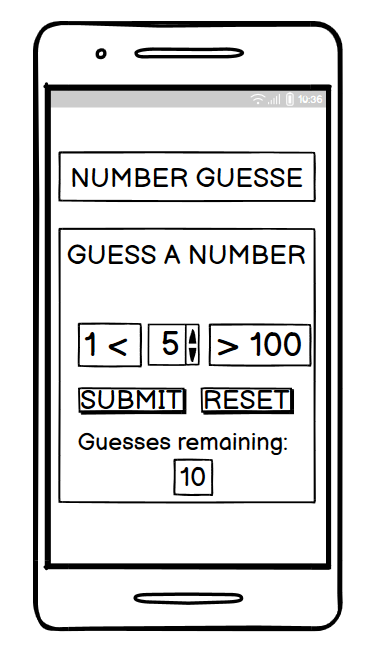 10:36
NUMBER GUESSE
GUESS A NUMBER
1 < 5 > 100
SUBMIT RESET
Guesses remaining:
10